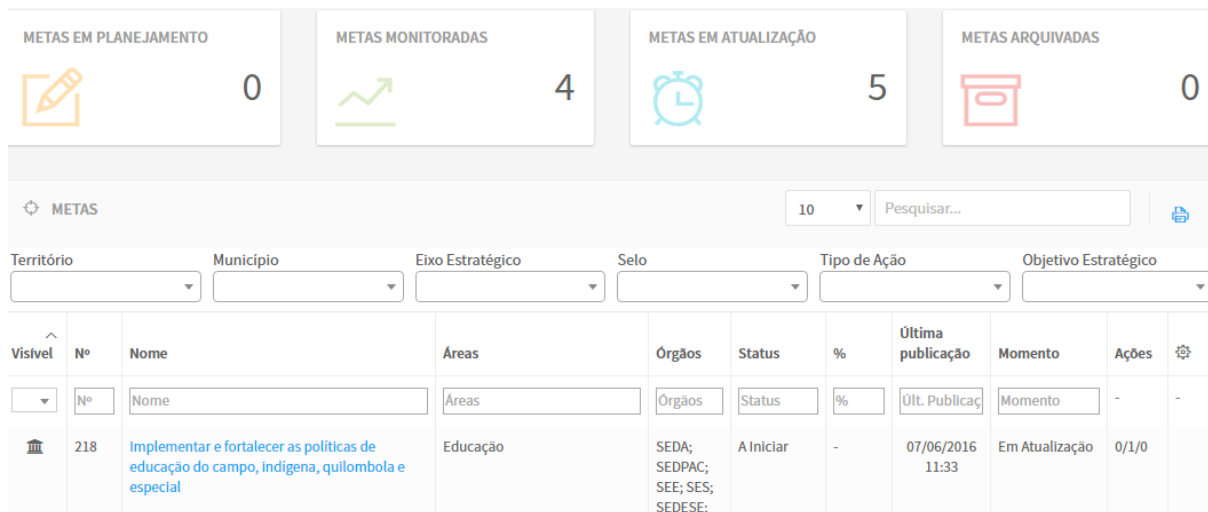 METAS EM PLANEJAMENTO
0
METAS MONITORADAS
4
METAS EM ATUALIZAÇÃO
5
METAS ARQUIVADAS
0
METAS
10
Pesquisar...
Território
Município
Eixo Estratégico
Selo
Tipo de Ação
Objetivo Estratégico
Visível
Nº
Nome
Áreas
Órgãos
Status
%
Última
publicação
Momento
Ações
Nº
Nome
Áreas
Órgãos
Status
%
Últ. Publicaç
Momento
-
-
218
Implementar e fortalecer as políticas de
educação do campo, indígena, quilombola e
especial
Educação
SEDA;
SEDPAC;
SEE; SES;
SEDESE;
A Iniciar
-
07/06/2016
11:33
Em Atualização
0/1/0